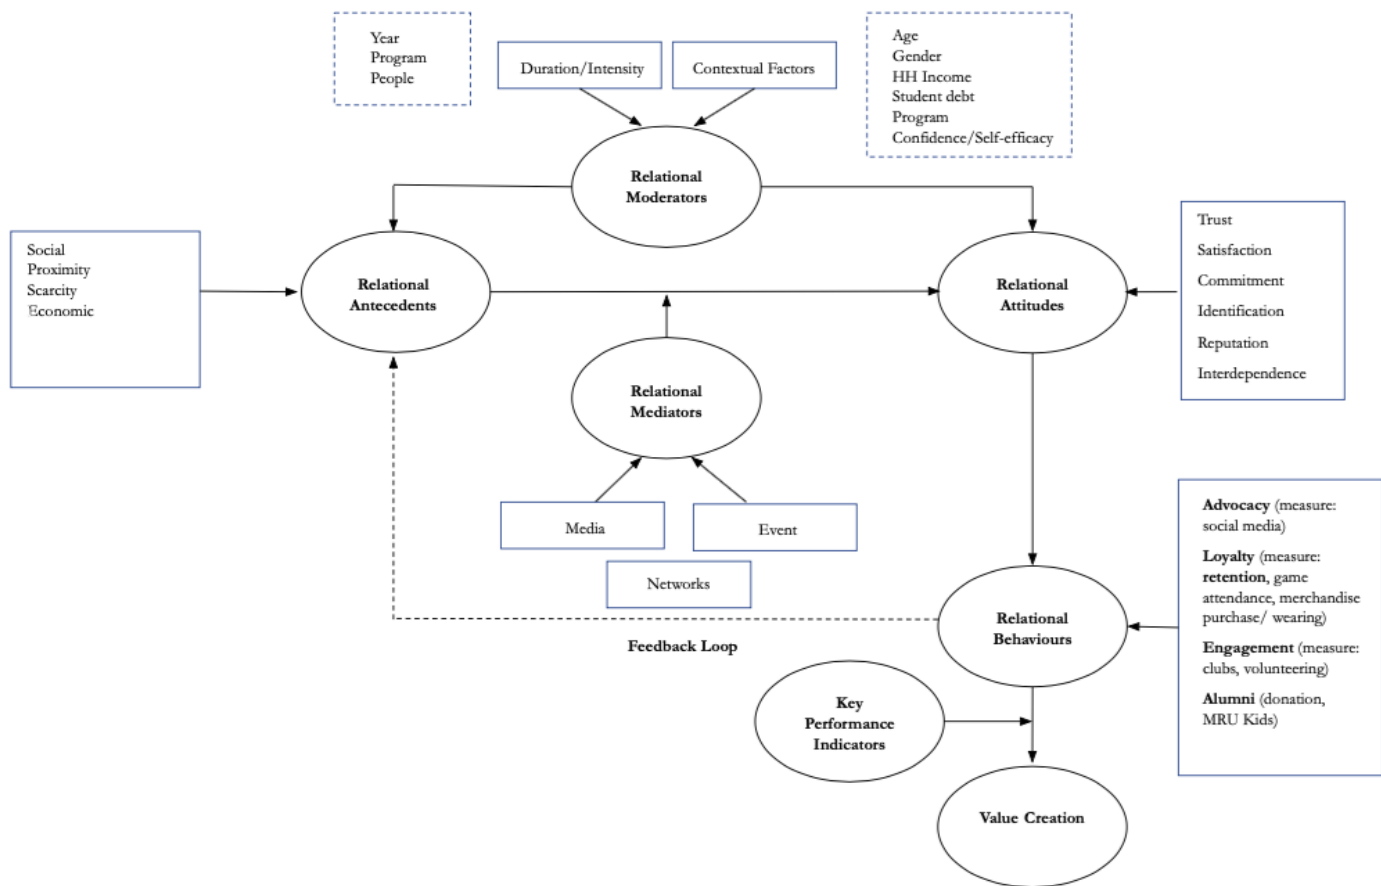 Year
Program
People
Duration/Intensity
Contextual Factors
Age
Gender
HH Income
Student debt
Program
Confidence/Self-efficacy
Relational
Moderators
Social
Proximity
Scarcity
Economic
Relational
Antecedents
Relational
Attitudes
Trust
Satisfaction
Commitment
Identification
Reputation
Interdependence
Relational
Mediators
Media
Event
Networks
Feedback Loop
Relational
Behaviours
Advocacy (measure:
social media)
Loyalty (measure:
retention, game
attendance, merchandise
purchase/ wearing)
Engagement (measure:
clubs, volunteering)
Alumni (donation,
MRU Kids)
Key
Performance
Indicators
Value Creation